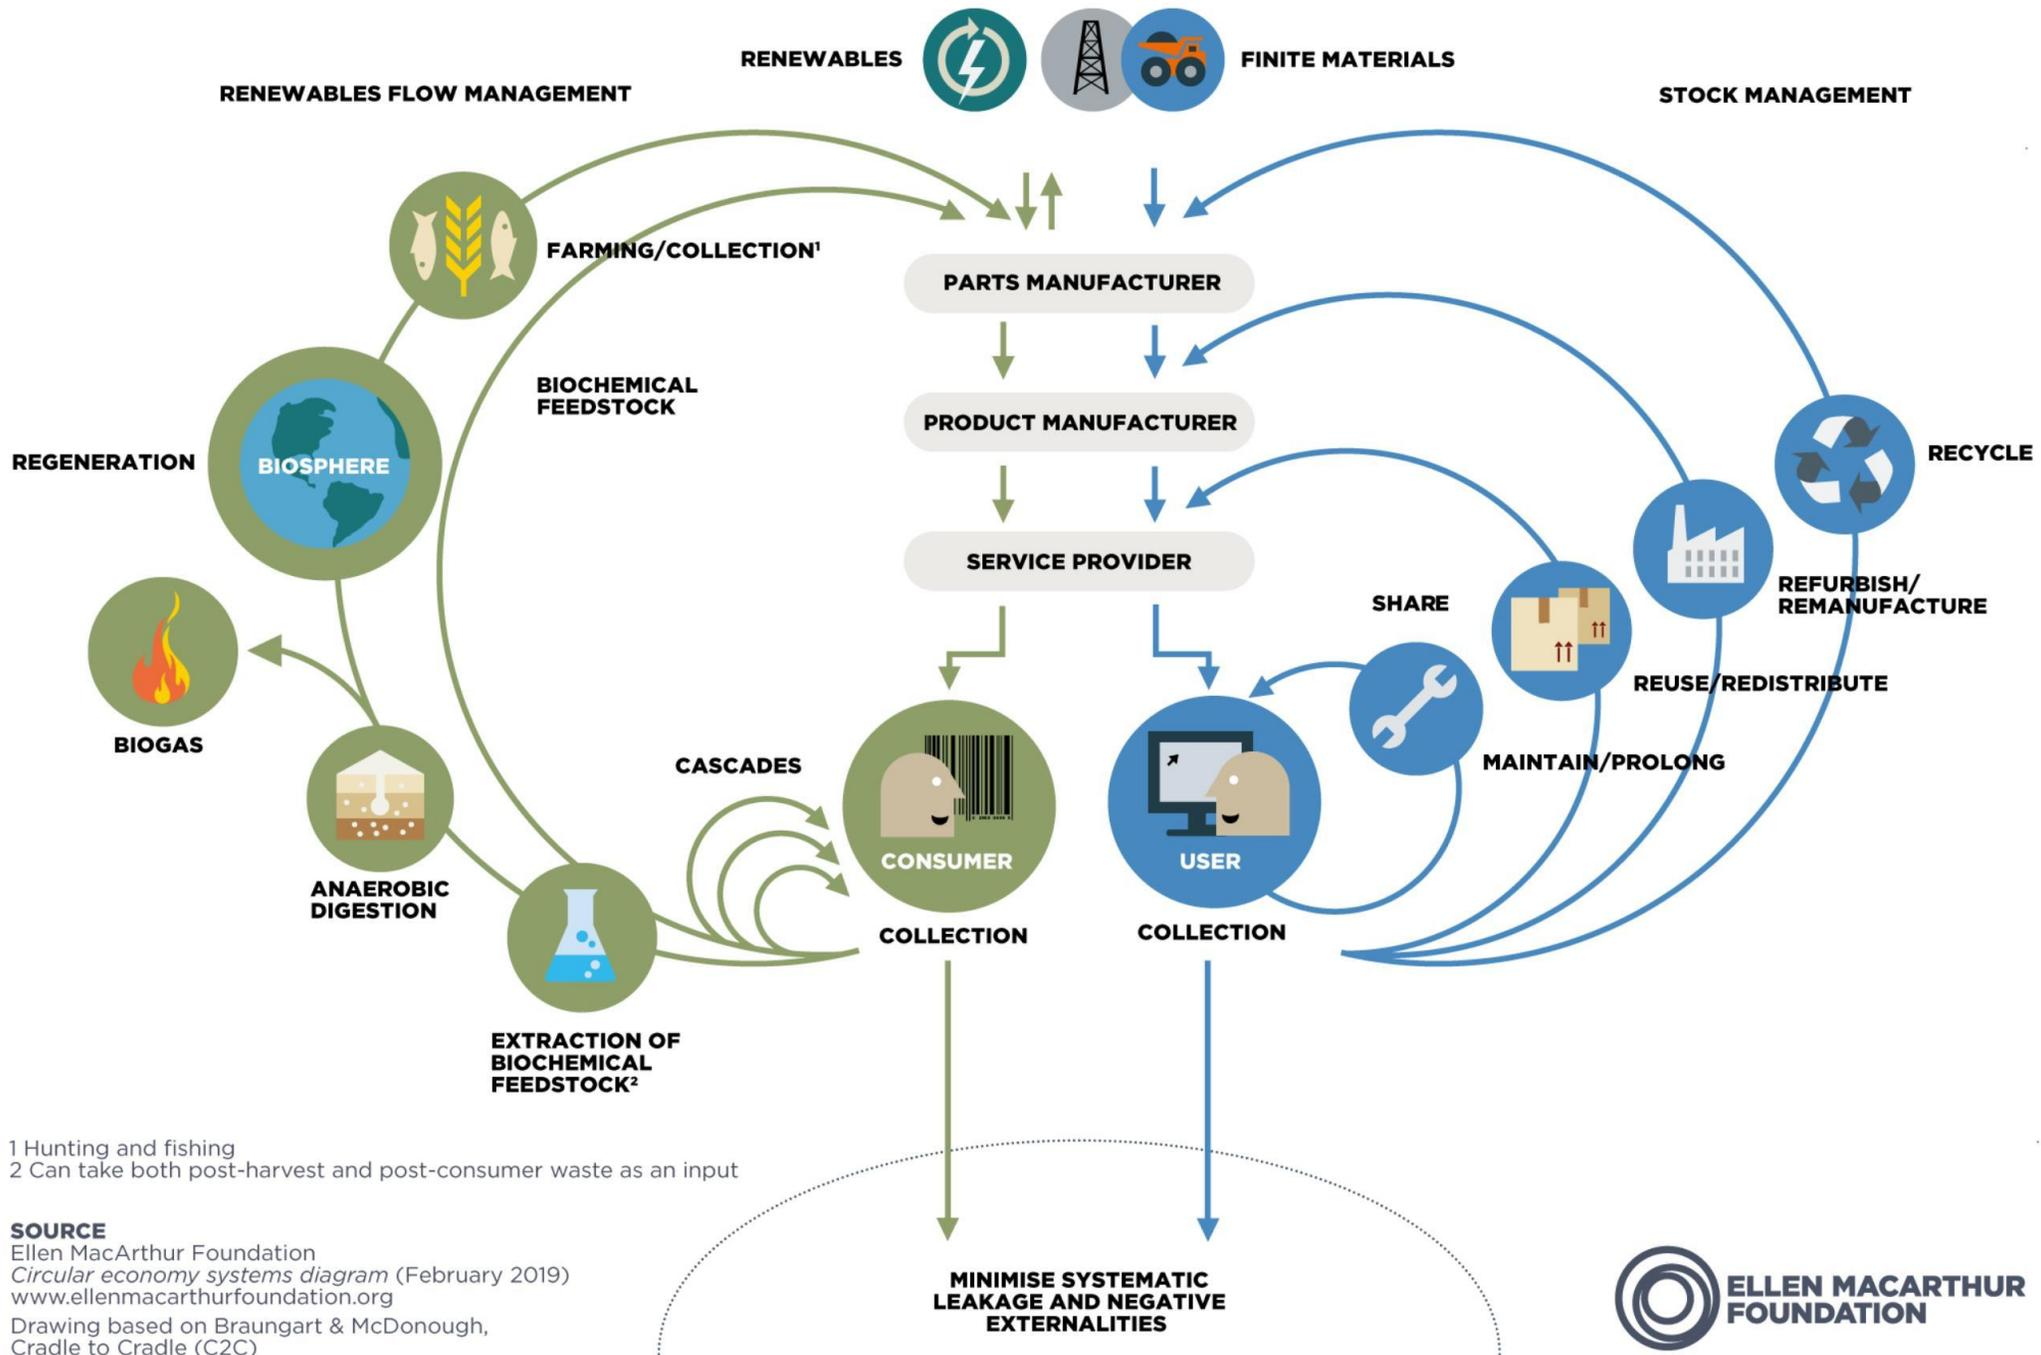 RENEWABLES
FINITE MATERIALS
RENEWABLES FLOW MANAGEMENT
STOCK MANAGEMENT
FARMING/COLLECTION¹
PARTS MANUFACTURER
BIOCHEMICAL
FEEDSTOCK
PRODUCT MANUFACTURER
REGENERATION
BIOSPHERE
RECYCLE
SERVICE PROVIDER
SHARE
REFURBISH/
REMANUFACTURE
REUSE/REDISTRIBUTE
BIOGAS
CASCADES
MAINTAIN/PROLONG
CONSUMER
USER
ANAEROBIC
DIGESTION
COLLECTION
COLLECTION
EXTRACTION OF
BIOCHEMICAL
FEEDSTOCK²
1 Hunting and fishing
2 Can take both post-harvest and post-consumer waste as an input
SOURCE
Ellen MacArthur Foundation
Circular economy systems diagram (February 2019)
www.ellenmacarthurfoundation.org
Drawing based on Braungart & McDonough,
Cradle to Cradle (C2C)
MINIMISE SYSTEMATIC
LEAKAGE AND NEGATIVE
EXTERNALITIES
ELLEN MACARTHUR
FOUNDATION